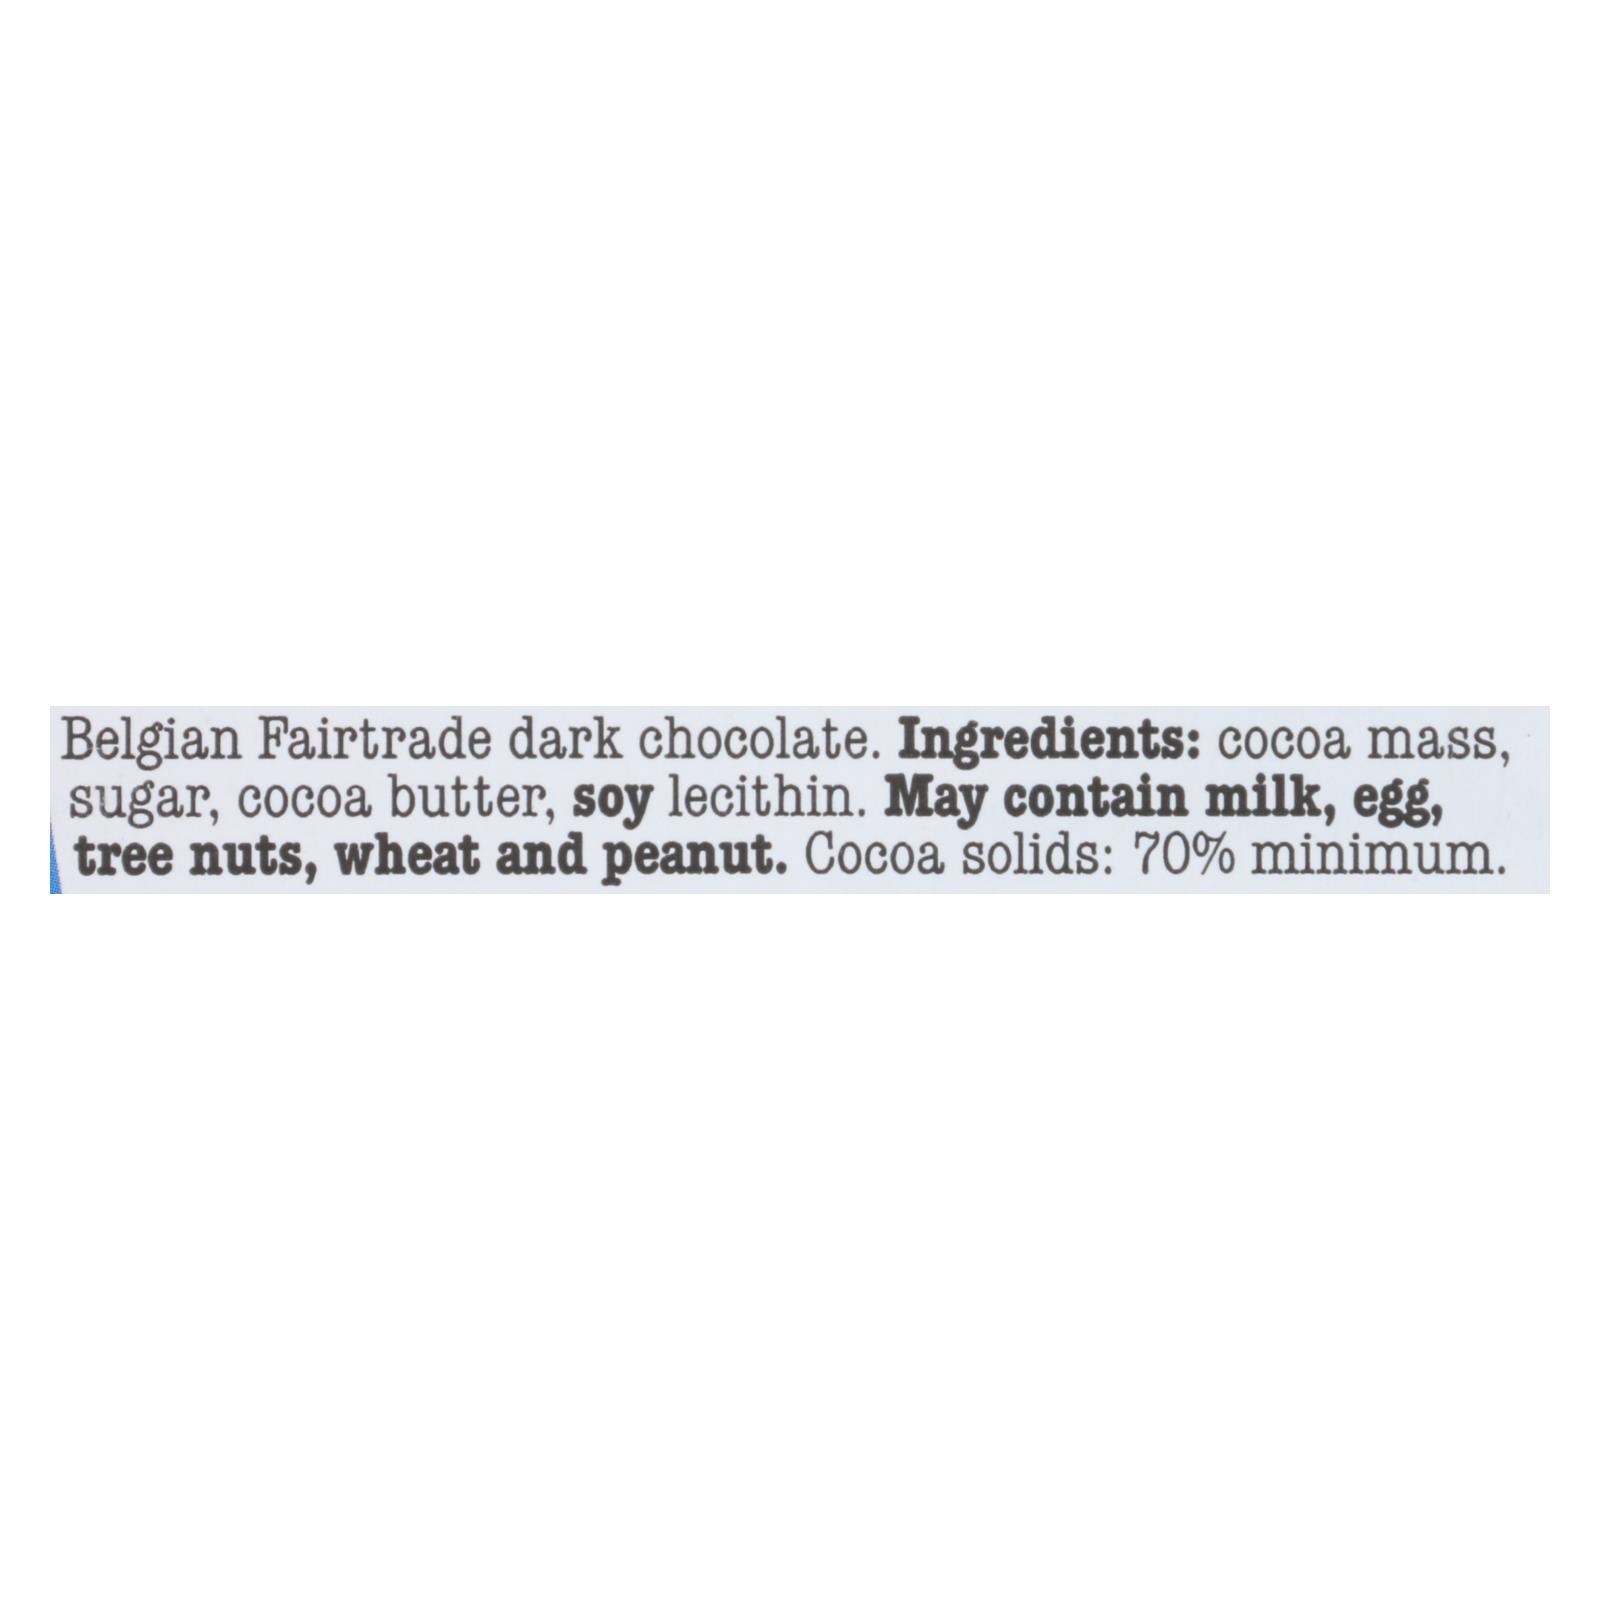 Belgian Fairtrade dark chocolate. Ingredients: cocoa mass,
sugar, cocoa butter, soy lecithin. May contain milk, egg,
tree nuts, wheat and peanut. Cocoa solids: 70% minimum.